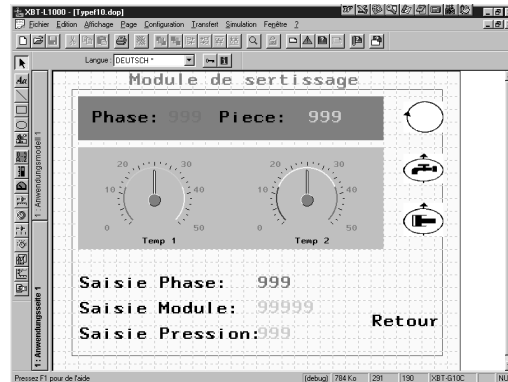 XBT-L1000 - [Typef10.dop]
Fichier Edition Affichage Page Configuration Transfert Simulation Fenêtre ?
Langue: DEUTSCH *
Module de sertissage
Phase: 999 Piece: 999
20 30 20 30
10 40 10 40
0 50 0 50
Temp 1 Temp 2
Saisie Phase: 999
Saisie Module: 99999
Saisie Pression: 999
Retour
1 : Anwendungsmodell 1
1 : Anwendungsseite 1
Pressez F1 pour de l'aide (debug) 784 Ko 291 190 XBT-G10C NU